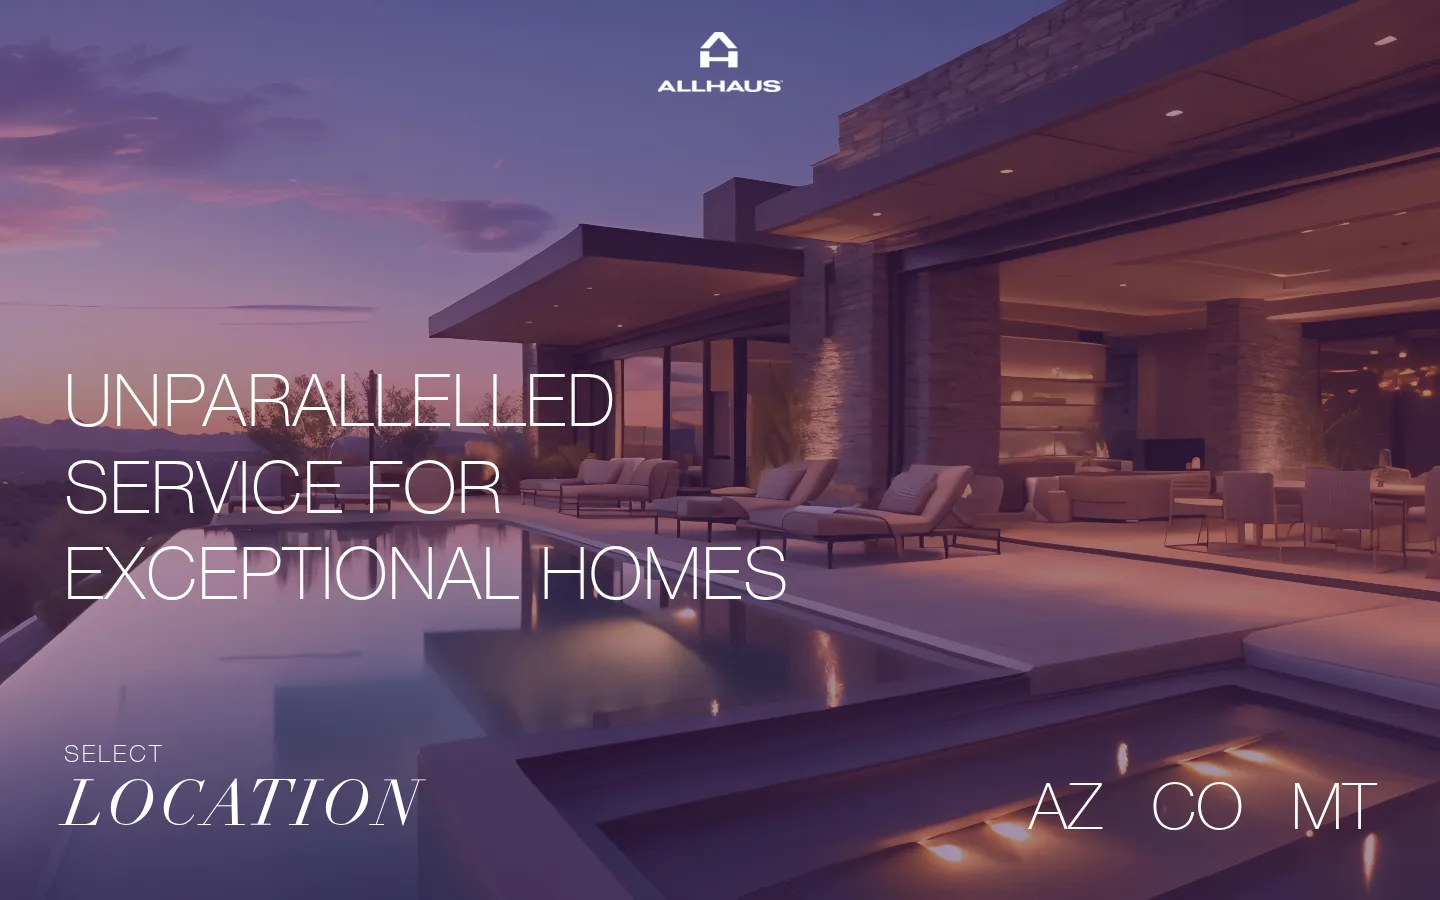 ALLHAUS
UNPARALLELLED
SERVICE FOR
EXCEPTIONAL HOMES
SELECT
LOCATION
AZ CO MT